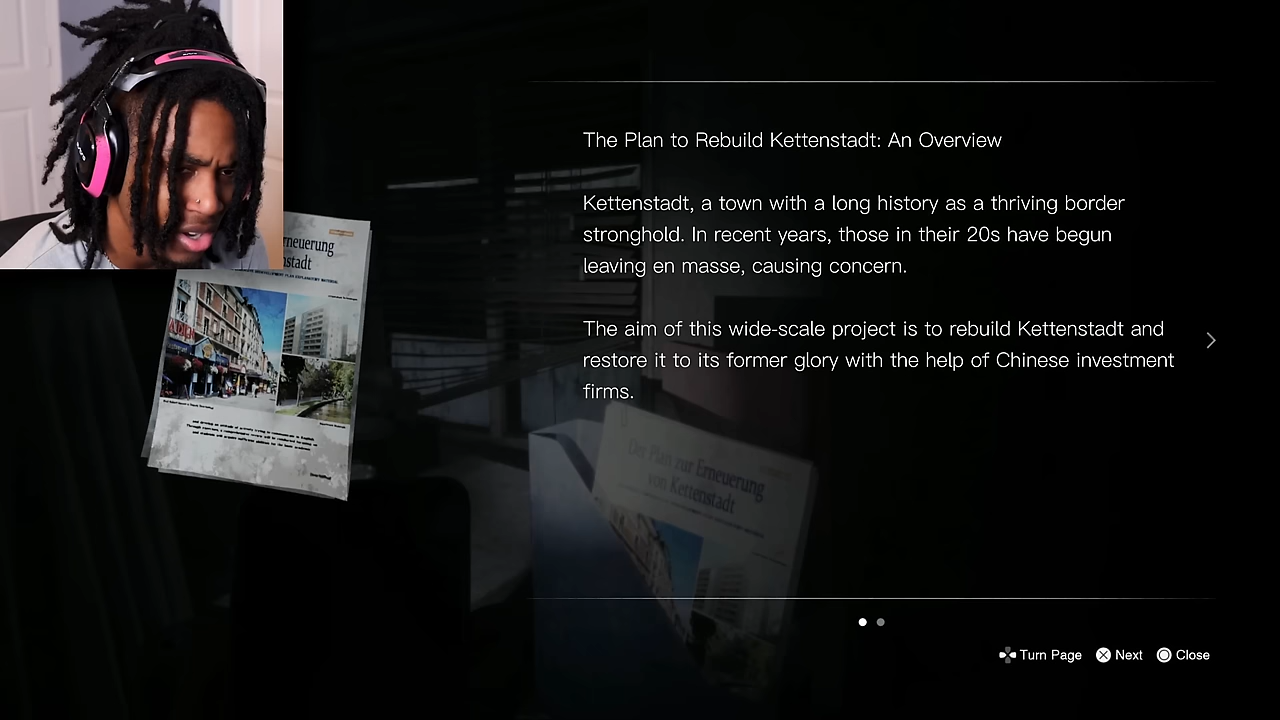 The Plan to Rebuild Kettenstadt: An Overview
Kettenstadt, a town with a long history as a thriving border
stronghold. In recent years, those in their 20s have begun
leaving en masse, causing concern.
The aim of this wide-scale project is to rebuild Kettenstadt and
restore it to its former glory with the help of Chinese investment
firms.
Der Plan zur Erneuerung
von Kettenstadt
Turn Page
Next
Close